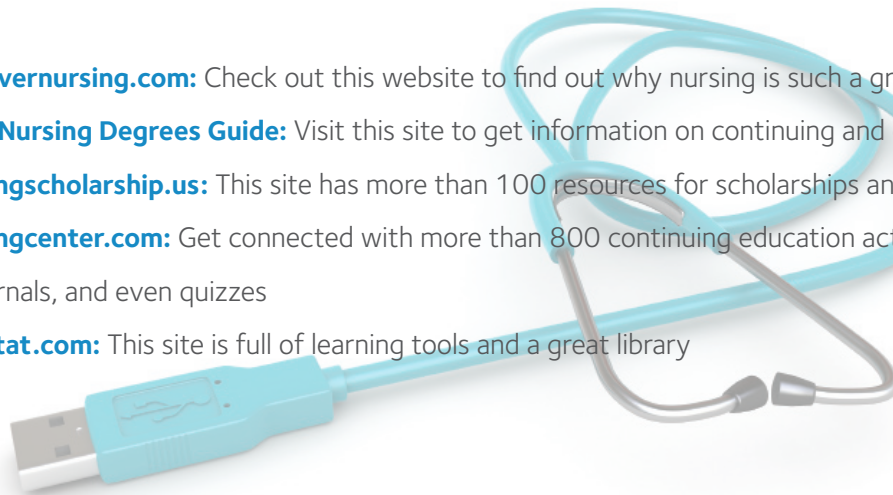 vernursing.com: Check out this website to find out why nursing is such a gr
Nursing Degrees Guide: Visit this site to get information on continuing and
ngscholarship.us: This site has more than 100 resources for scholarships an
ngcenter.com: Get connected with more than 800 continuing education act
rnals, and even quizzes
tat.com: This site is full of learning tools and a great library